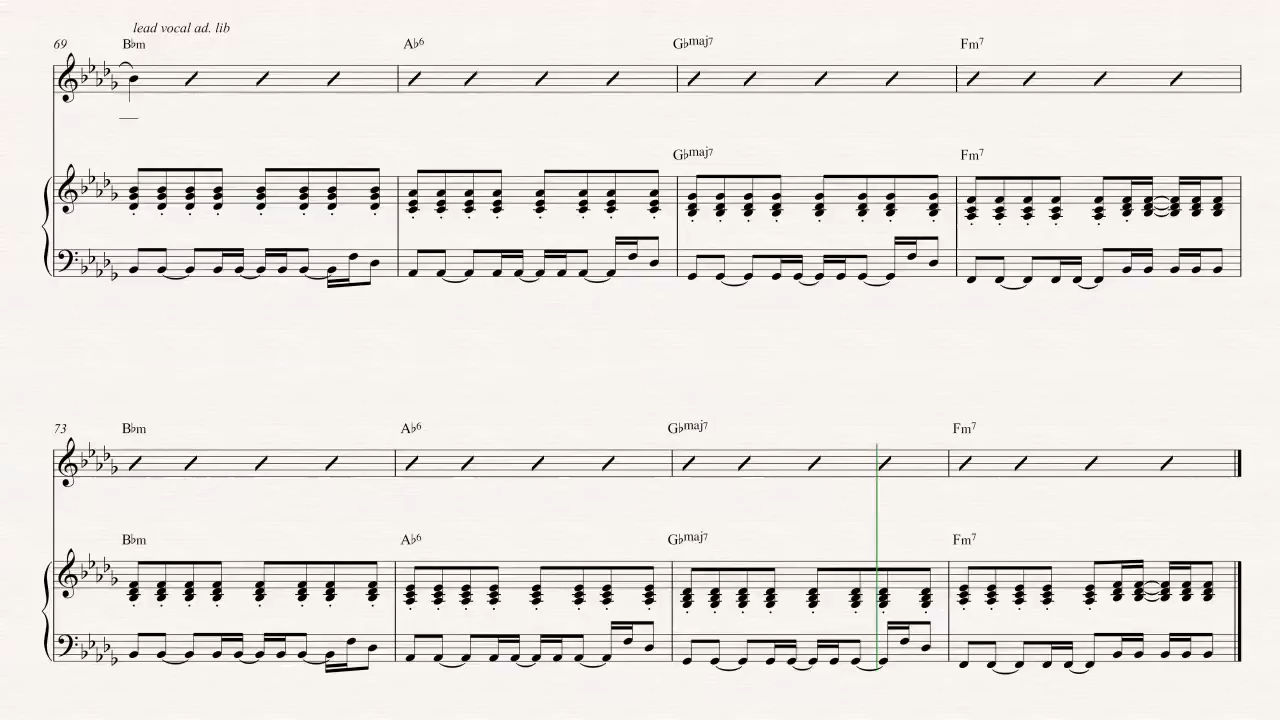 lead vocal ad. lib
69 B♭m A♭6 G♭maj7 Fm7
G♭maj7 Fm7
73 B♭m A♭6 G♭maj7 Fm7
B♭m A♭6 G♭maj7 Fm7